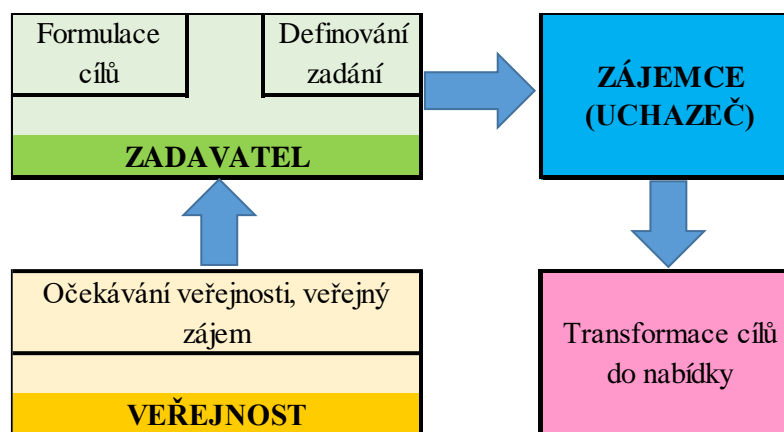 Formulace
cílů
Definování
zadání
ZADAVATEL
ZÁJEMCE
(UCHAZEČ)
Očekávání veřejnosti, veřejný
zájem
VEŘEJNOST
Transformace cílů
do nabídky